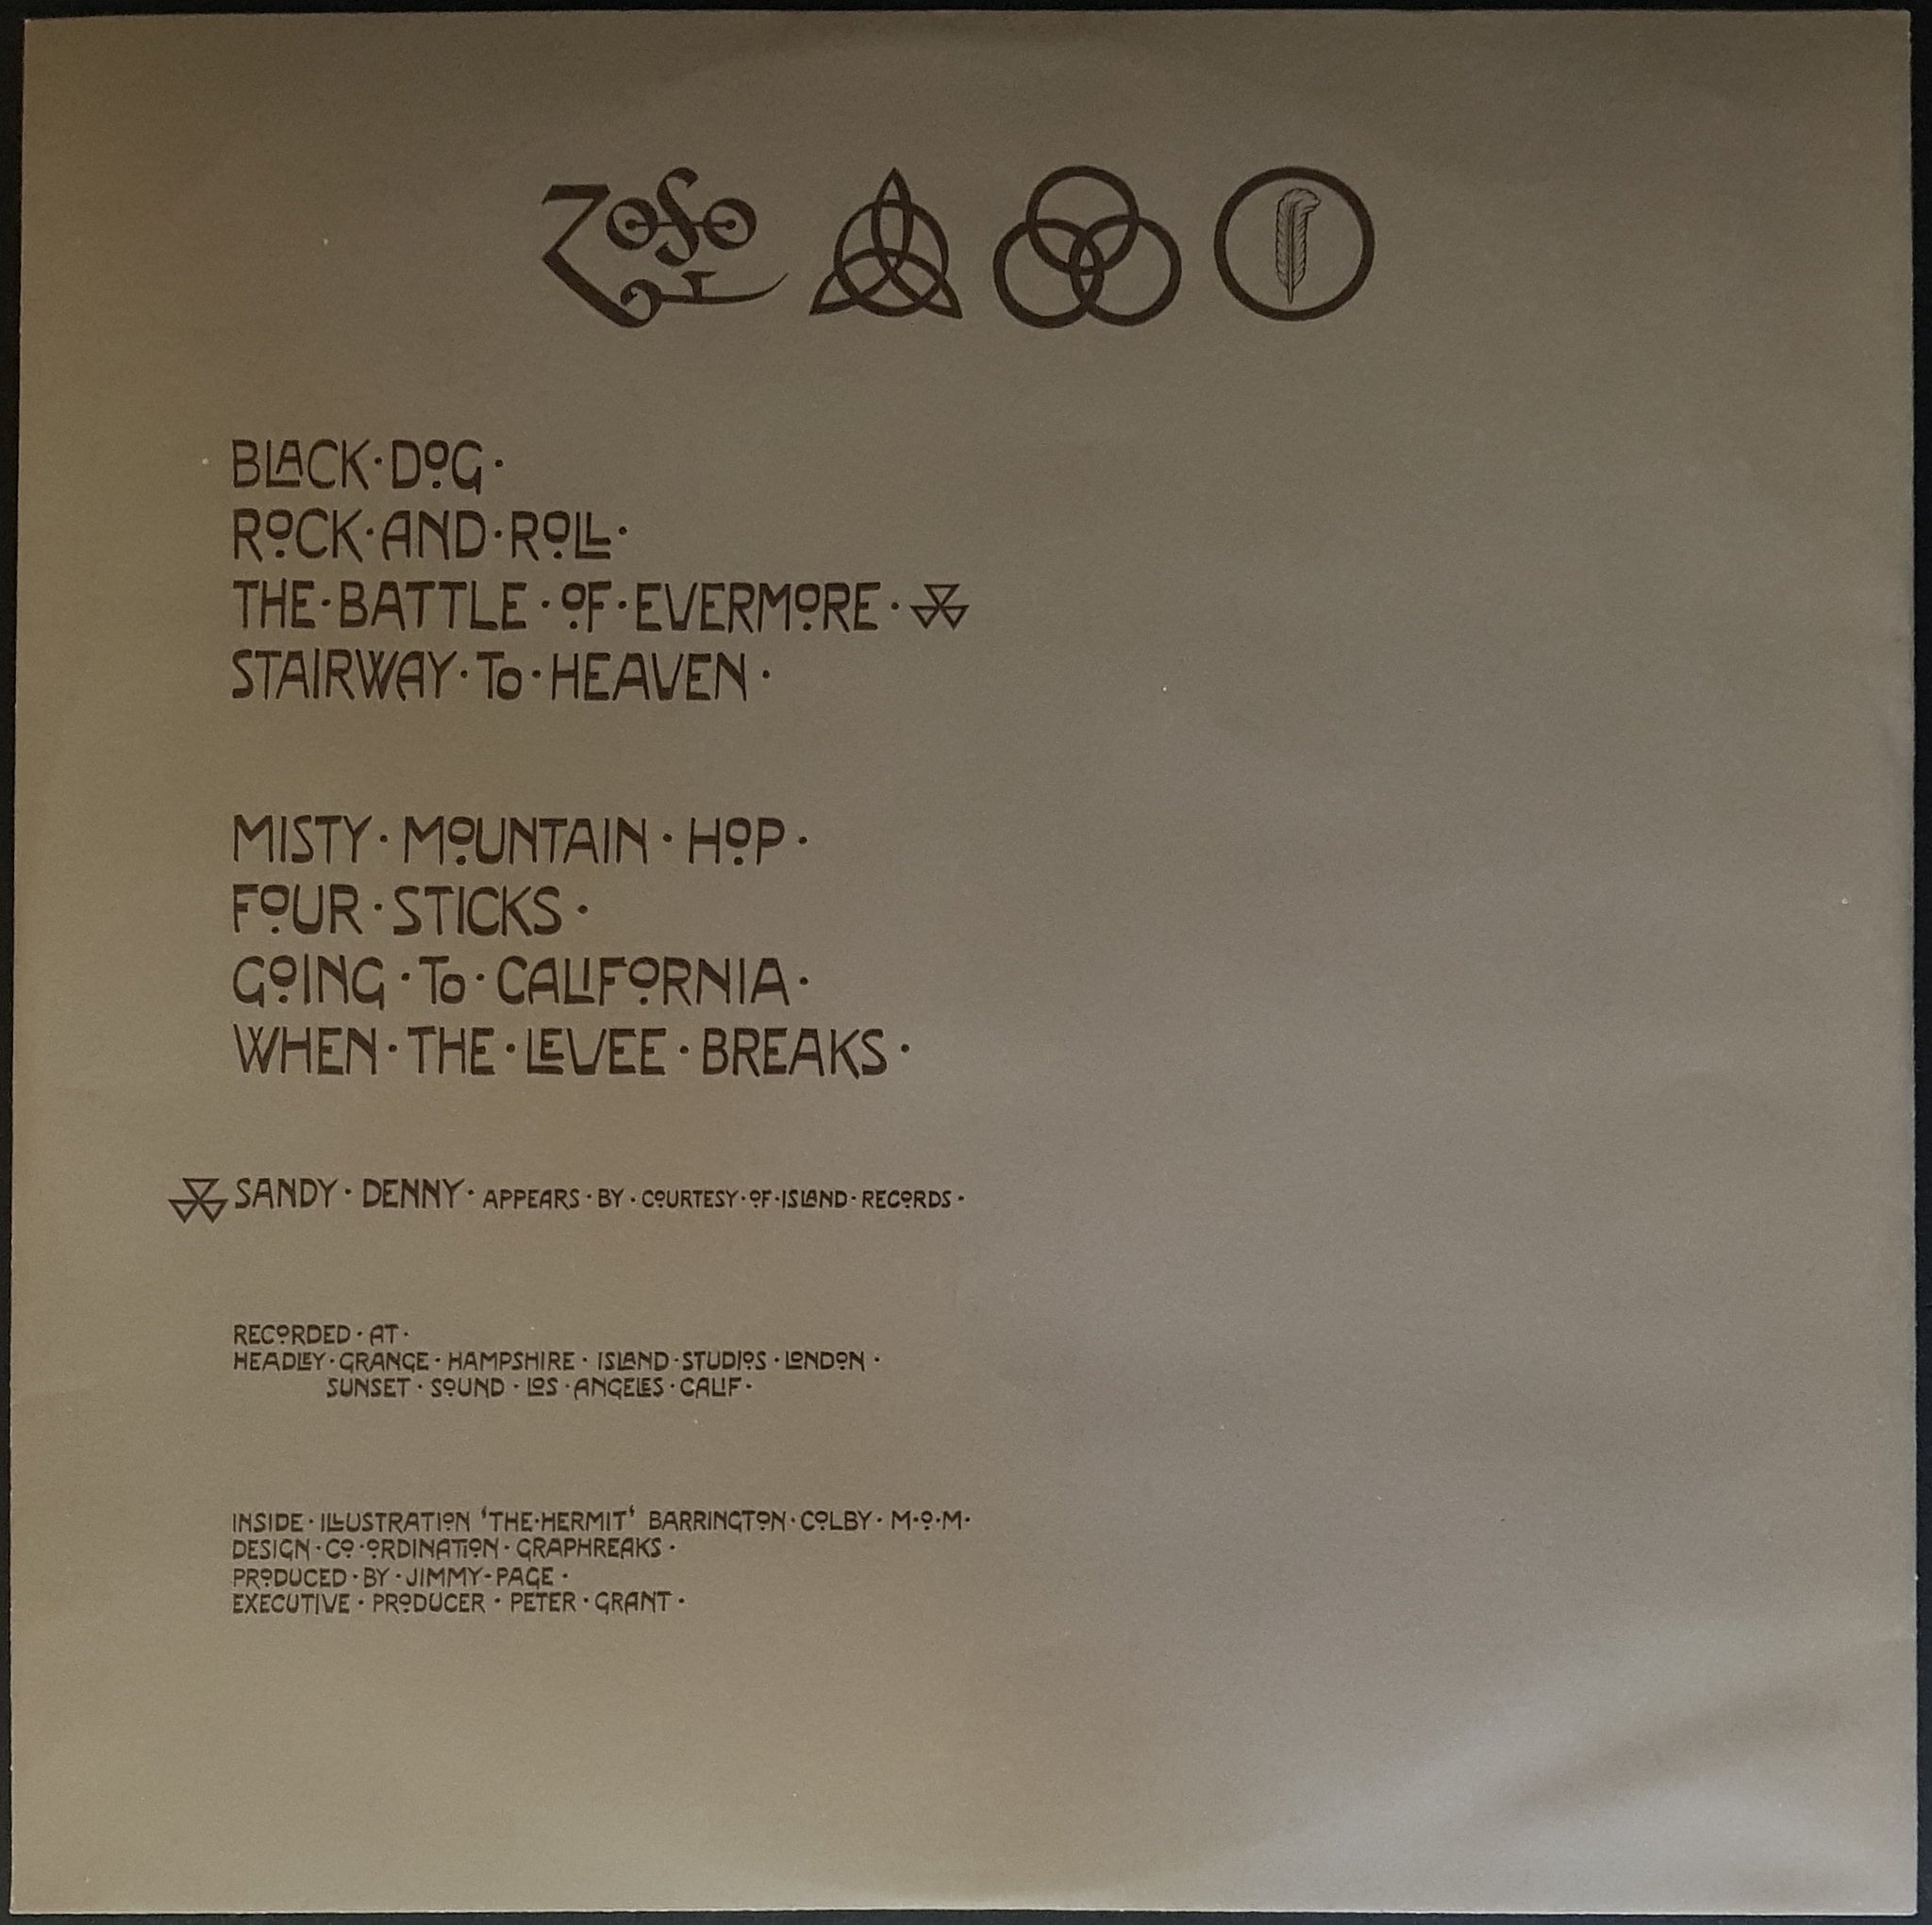 ZOSO
BLACK·DOG·
ROCK·AND·ROLL·
THE·BATTLE·OF·EVERMORE·
STAIRWAY·TO·HEAVEN·
MISTY·MOUNTAIN·HOP·
FOUR·STICKS·
GOING·TO·CALIFORNIA·
WHEN·THE·LEVEE·BREAKS·
SANDY·DENNY·APPEARS·BY·COURTESY·OF·ISLAND·RECORDS·
RECORDED·AT·
HEADLEY·GRANGE·HAMPSHIRE·ISLAND·STUDIOS·LONDON·
SUNSET·SOUND·LOS·ANGELES·CALIF·
INSIDE·ILLUSTRATION 'THE·HERMIT' BARRINGTON·COLBY·M·O·M·
DESIGN·CO·ORDINATION·GRAPHREAKS·
PRODUCED·BY·JIMMY·PAGE·
EXECUTIVE·PRODUCER·PETER·GRANT·